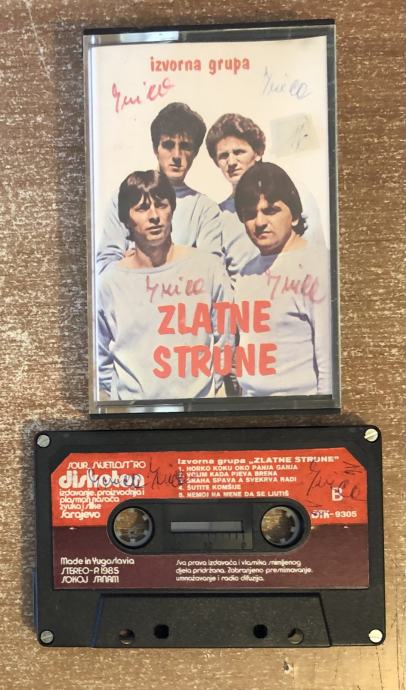 izvorna grupa
ZLATNE
STRUNE
SOUR „SVJETLOST” RO
diskoton
izdavanje, proizvodnja i
plasman nosača
zvuka i slike
sarajevo
Izvorna grupa „ZLATNE STRUNE”
1. HORKO KOKU OKO PANJA GANJA
2. VOLIM KADA PJEVA BRENA
3. SNAHA SPAVA A SVEKRVA RADI
4. ŠUTITE KOMŠIJE
5. NEMOJ NA MENE DA SE LJUTIŠ
B
DTK-9305
Made in Yugoslavia
STEREO-P. 1985
SOKOJ SANAM
Sva prava izdavača i vlasnika snimljenog
djela pridržana. Zabranjeno presnimavanje,
umnožavanje i radio difuzija.